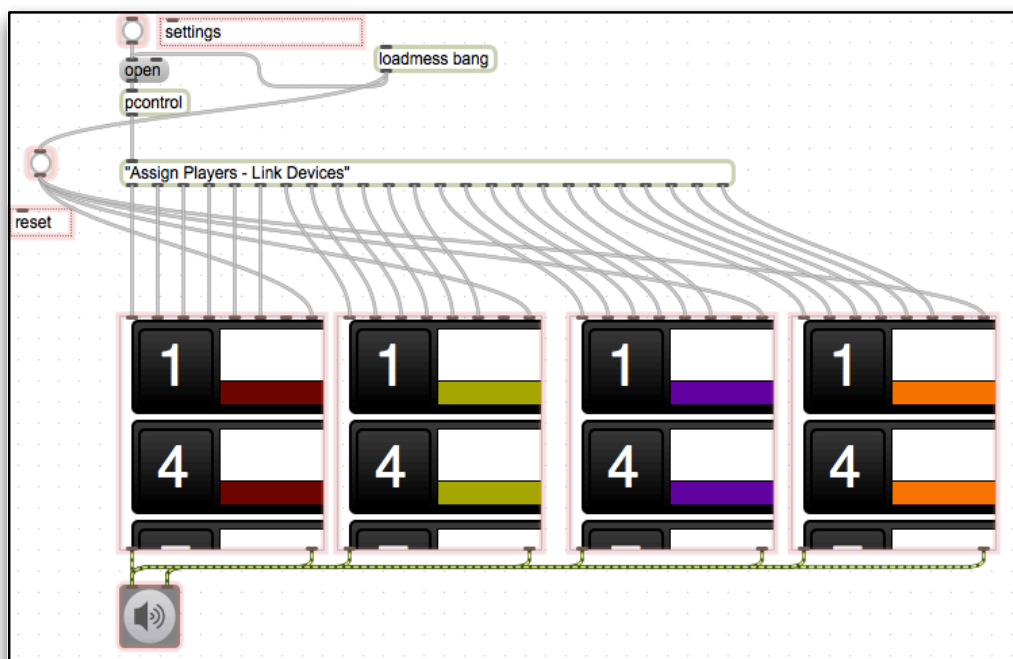 settings
loadmess bang
open
pcontrol
"Assign Players - Link Devices"
reset
1 1 1 1
4 4 4 4